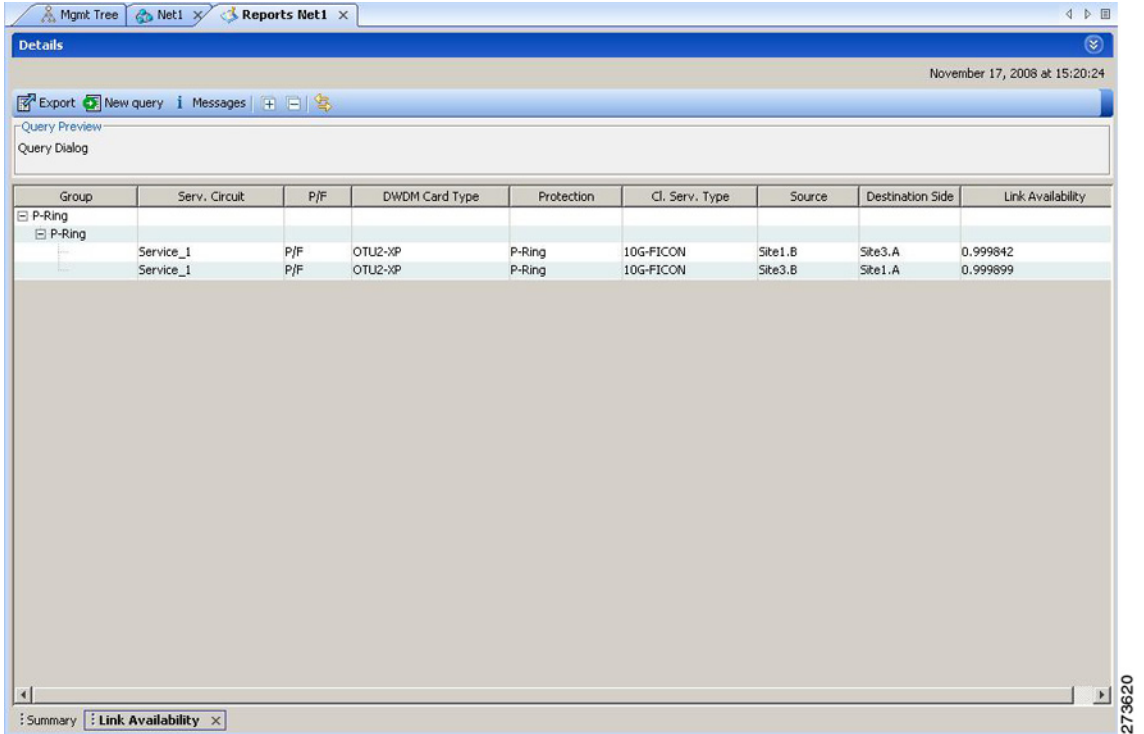 Mgmt Tree Net1 Reports Net1
Details
November 17, 2008 at 15:20:24
Export New query i Messages
Query Preview
Query Dialog
Group Serv. Circuit P/F DWDM Card Type Protection Cl. Serv. Type Source Destination Side Link Availability
P-Ring
P-Ring
Service_1 P/F OTU2-XP P-Ring 10G-FICON Site1.B Site3.A 0.999842
Service_1 P/F OTU2-XP P-Ring 10G-FICON Site3.B Site1.A 0.999899
Summary Link Availability
273620